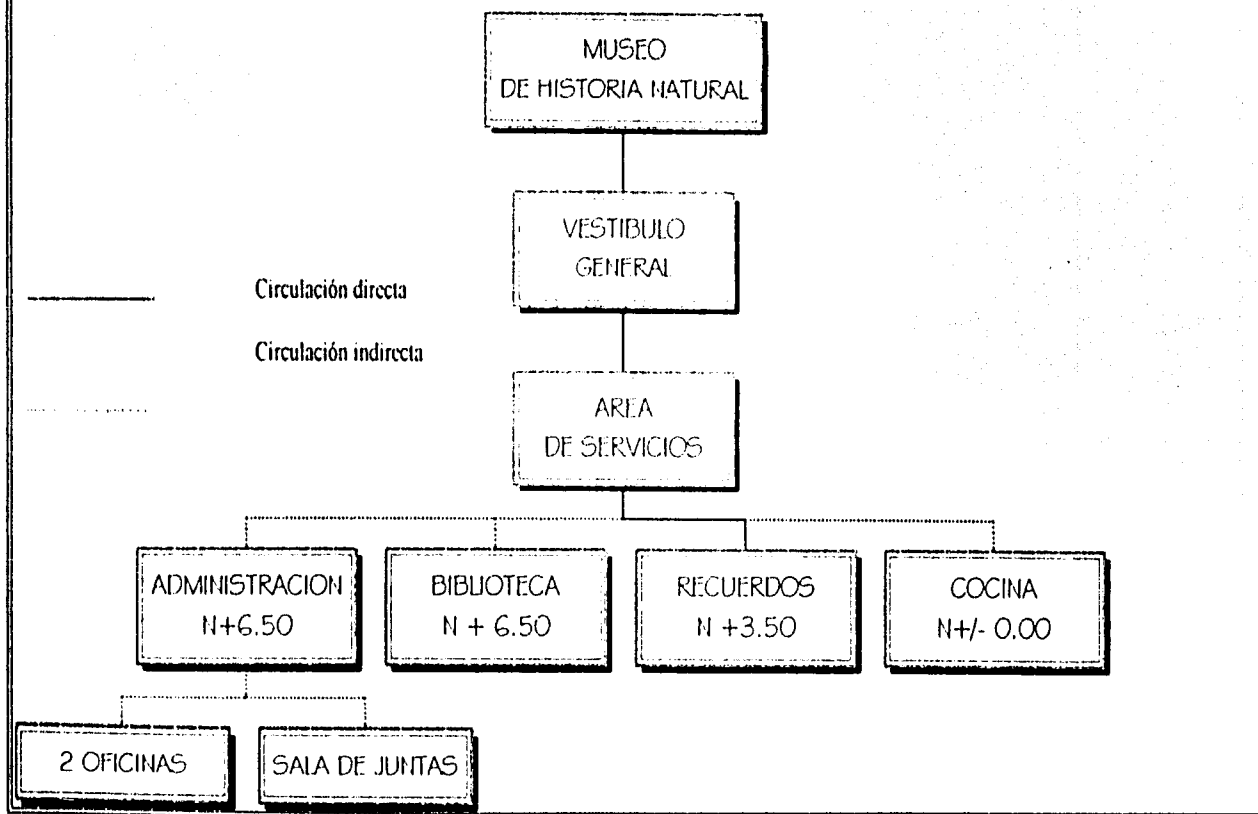 MUSEO
DE HISTORIA NATURAL
VESTIBULO
GENERAL
Circulación directa
Circulación indirecta
AREA
DE SERVICIOS
ADMINISTRACION
N+6.50
BIBLIOTECA
N + 6.50
RECUERDOS
N +3.50
COCINA
N+/- 0.00
2 OFICINAS
SALA DE JUNTAS